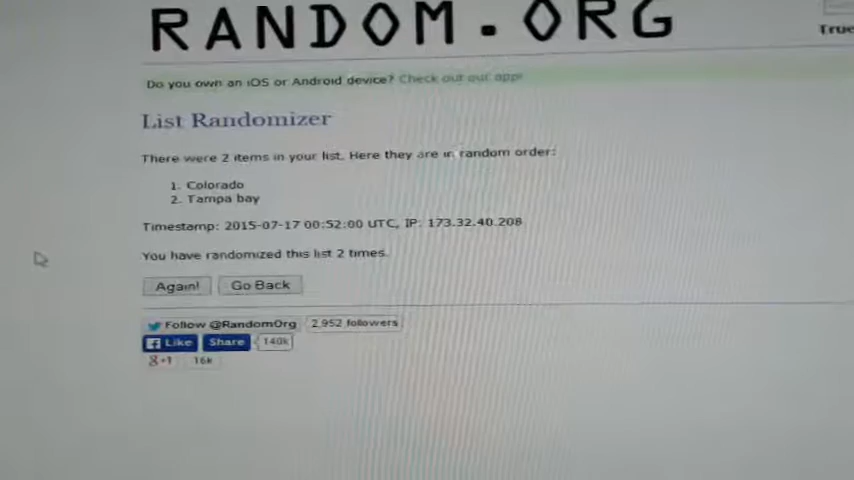 RANDOM.ORG
True
Do you own an iOS or Android device? Check out our app!
List Randomizer
There were 2 items in your list. Here they are in random order:
1. Colorado
2. Tampa bay
Timestamp: 2015-07-17 00:52:00 UTC, IP: 173.32.40.208
You have randomized this list 2 times.
Again! Go Back
Follow @RandomOrg 2,952 followers
Like Share 140k
g+1 16k